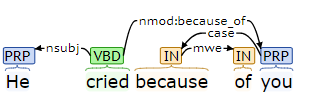 nmod:because_of
case
nsubj mwe
PRP VBD IN IN PRP
He cried because of you